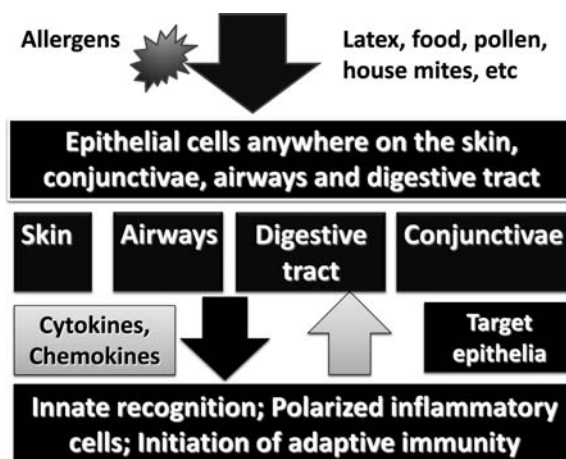 Allergens
Latex, food, pollen,
house mites, etc
Epithelial cells anywhere on the skin,
conjunctivae, airways and digestive tract
Skin
Airways
Digestive
tract
Conjunctivae
Cytokines,
Chemokines
Target
epithelia
Innate recognition; Polarized inflammatory
cells; Initiation of adaptive immunity